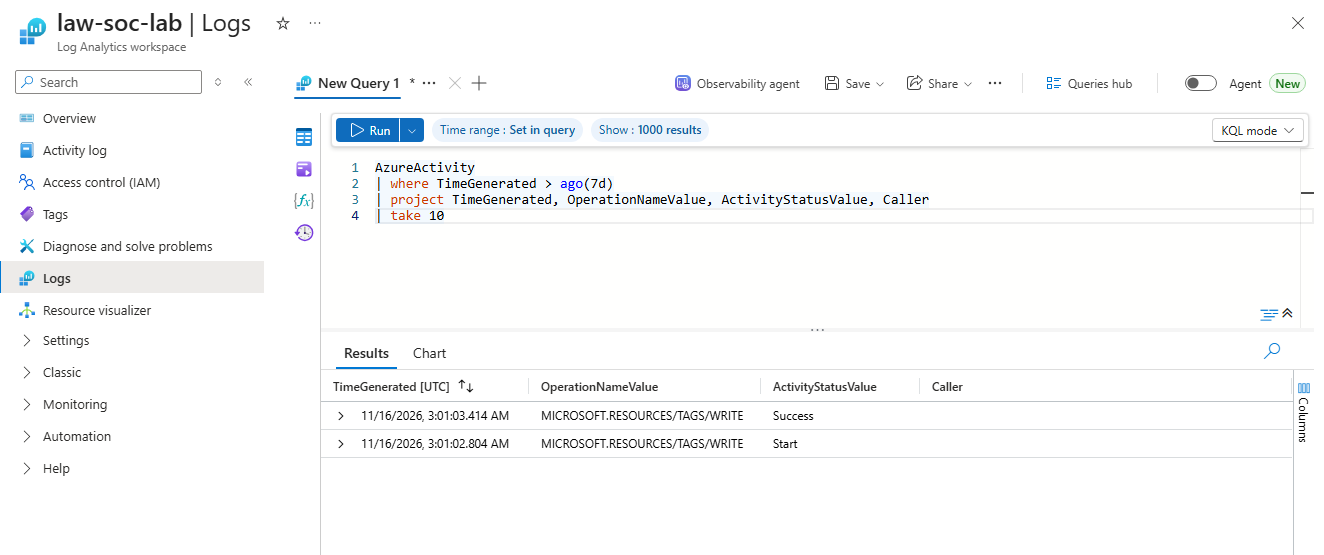 law-soc-lab | Logs ☆ ...
Log Analytics workspace
Search
Overview
Activity log
Access control (IAM)
Tags
Diagnose and solve problems
Logs
Resource visualizer
Settings
Classic
Monitoring
Automation
Help
New Query 1 * ...
Observability agent
Save
Share
...
Queries hub
Agent New
Run
Time range : Set in query
Show : 1000 results
KQL mode
{fx}
1 AzureActivity
2 | where TimeGenerated > ago(7d)
3 | project TimeGenerated, OperationNameValue, ActivityStatusValue, Caller
4 | take 10
Results Chart
TimeGenerated [UTC] OperationNameValue ActivityStatusValue Caller
11/16/2026, 3:01:03.414 AM MICROSOFT.RESOURCES/TAGS/WRITE Success
11/16/2026, 3:01:02.804 AM MICROSOFT.RESOURCES/TAGS/WRITE Start
Columns